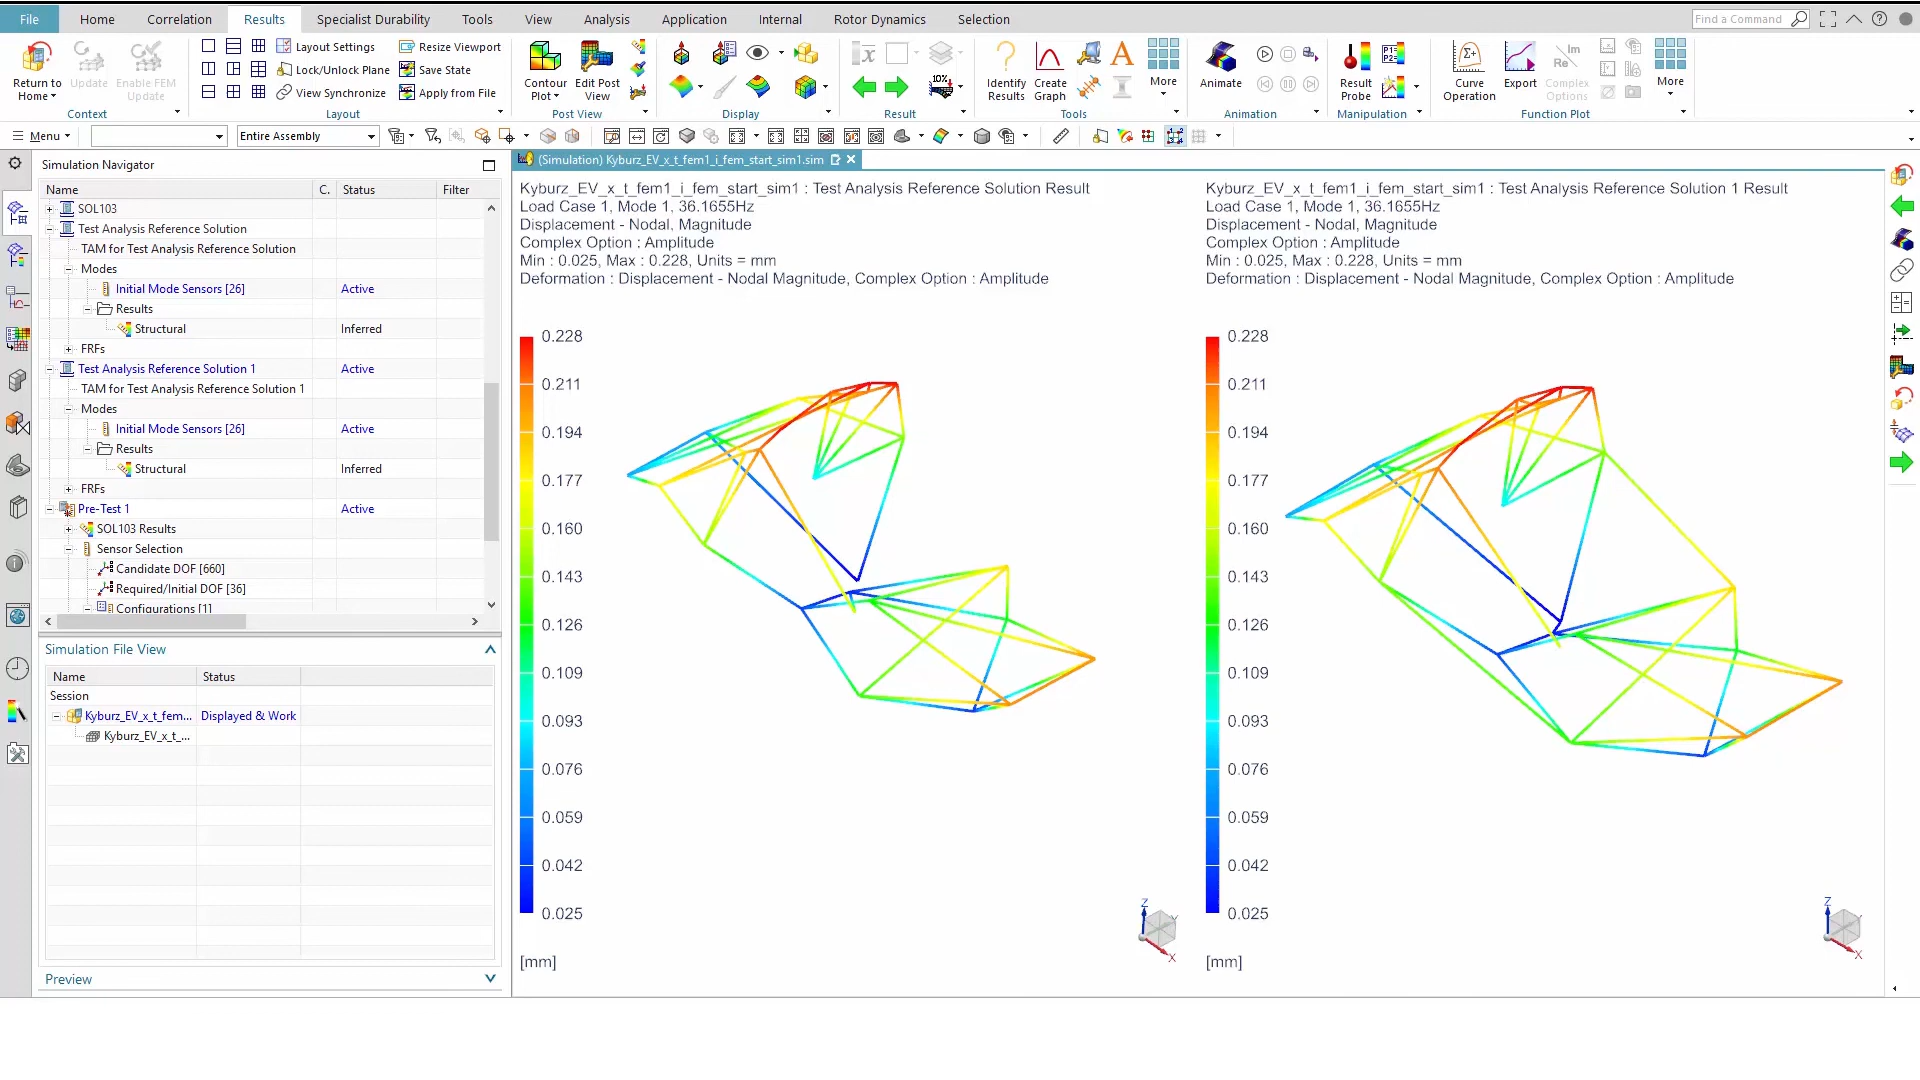 File Home Correlation Results Specialist Durability Tools View Analysis Application Internal Rotor Dynamics Selection Find a Command
Return to Home
Update
Enable FEM Update
Context
Layout Settings
Lock/Unlock Plane
View Synchronize
Resize Viewport
Save State
Apply from File
Layout
Contour Plot
Edit Post View
Post View
Display
10%
Result
Identify Results
Create Graph
More
Tools
Animate
Animation
Result Probe
P1=
P2=
Manipulation
Curve Operation
Export
Im
Re
Complex Options
More
Function Plot
Menu
Entire Assembly
Simulation Navigator
Name C. Status Filter
SOL103
Test Analysis Reference Solution
TAM for Test Analysis Reference Solution
Modes
Initial Mode Sensors [26] Active
Results
Structural Inferred
FRFs
Test Analysis Reference Solution 1 Active
TAM for Test Analysis Reference Solution 1
Modes
Initial Mode Sensors [26] Active
Results
Structural Inferred
FRFs
Pre-Test 1 Active
SOL103 Results
Sensor Selection
Candidate DOF [660]
Required/Initial DOF [36]
Configurations [1]
Simulation File View
Name Status
Session
Kyburz_EV_x_t_fem... Displayed & Work
Kyburz_EV_x_t_...
Preview
(Simulation) Kyburz_EV_x_t_fem1_i_fem_start_sim1.sim
Kyburz_EV_x_t_fem1_i_fem_start_sim1 : Test Analysis Reference Solution Result
Load Case 1, Mode 1, 36.1655Hz
Displacement - Nodal, Magnitude
Complex Option : Amplitude
Min : 0.025, Max : 0.228, Units = mm
Deformation : Displacement - Nodal Magnitude, Complex Option : Amplitude
0.228
0.211
0.194
0.177
0.160
0.143
0.126
0.109
0.093
0.076
0.059
0.042
0.025
[mm]
Z
Y
X
Kyburz_EV_x_t_fem1_i_fem_start_sim1 : Test Analysis Reference Solution 1 Result
Load Case 1, Mode 1, 36.1655Hz
Displacement - Nodal, Magnitude
Complex Option : Amplitude
Min : 0.025, Max : 0.228, Units = mm
Deformation : Displacement - Nodal Magnitude, Complex Option : Amplitude
0.228
0.211
0.194
0.177
0.160
0.143
0.126
0.109
0.093
0.076
0.059
0.042
0.025
[mm]
Z
X